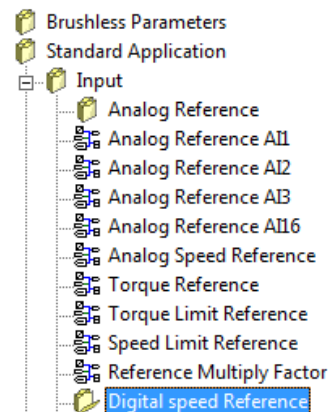 Brushless Parameters
Standard Application
Input
Analog Reference
Analog Reference AI1
Analog Reference AI2
Analog Reference AI3
Analog Reference AI16
Analog Speed Reference
Torque Reference
Torque Limit Reference
Speed Limit Reference
Reference Multiply Factor
Digital speed Reference